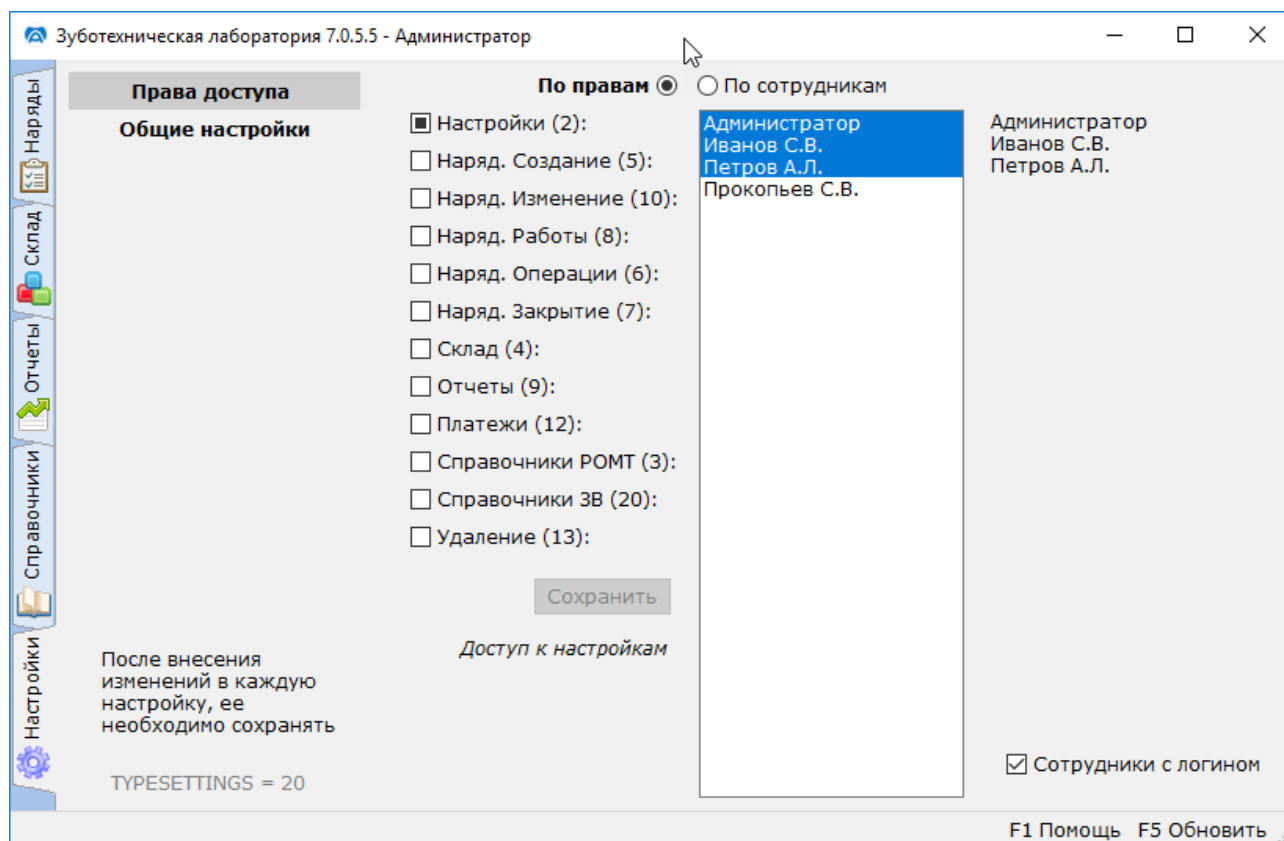 Зуботехническая лаборатория 7.0.5.5 - Администратор
Наряды
Склад
Отчеты
Справочники
Настройки
Права доступа
Общие настройки
После внесения
изменений в каждую
настройку, ее
необходимо сохранять
TYPESETTINGS = 20
По правам
По сотрудникам
Настройки (2):
Наряд. Создание (5):
Наряд. Изменение (10):
Наряд. Работы (8):
Наряд. Операции (6):
Наряд. Закрытие (7):
Склад (4):
Отчеты (9):
Платежи (12):
Справочники РОМТ (3):
Справочники ЗВ (20):
Удаление (13):
Сохранить
Доступ к настройкам
Администратор
Иванов С.В.
Петров А.Л.
Прокопьев С.В.
Администратор
Иванов С.В.
Петров А.Л.
Сотрудники с логином
F1 Помощь F5 Обновить